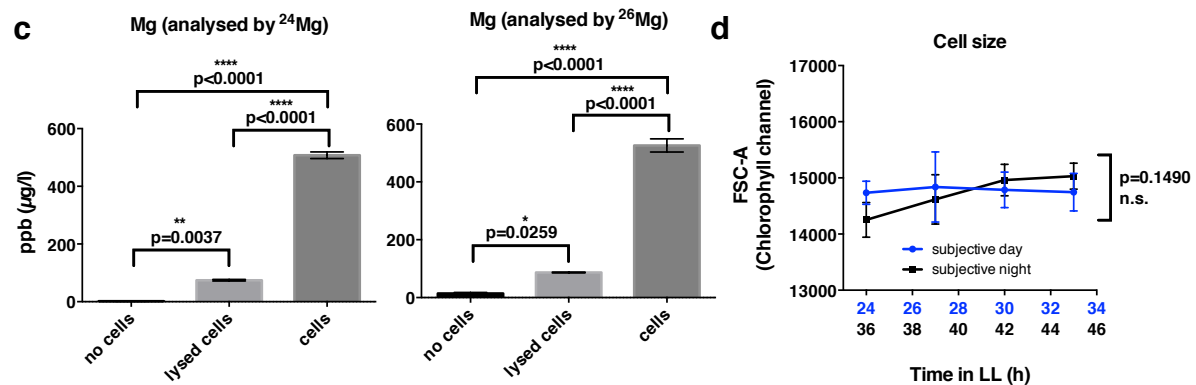 c
Mg (analysed by ²⁴Mg)
****
p<0.0001
****
p<0.0001
**
p=0.0037
ppb (µg/l)
600
400
200
0
no cells
lysed cells
cells
Mg (analysed by ²⁶Mg)
****
p<0.0001
****
p<0.0001
*
p=0.0259
600
400
200
0
no cells
lysed cells
cells
d
Cell size
FSC-A
(Chlorophyll channel)
17000
16000
15000
14000
13000
p=0.1490
n.s.
subjective day
subjective night
24 26 28 30 32 34
36 38 40 42 44 46
Time in LL (h)